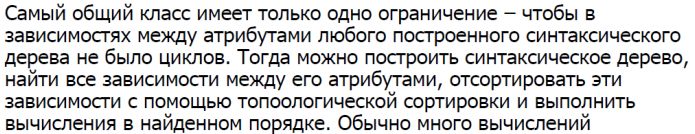 Самый общий класс имеет только одно ограничение – чтобы в
зависимостях между атрибутами любого построенного синтаксического
дерева не было циклов. Тогда можно построить синтаксическое дерево,
найти все зависимости между его атрибутами, отсортировать эти
зависимости с помощью топоологической сортировки и выполнить
вычисления в найденном порядке. Обычно много вычислений